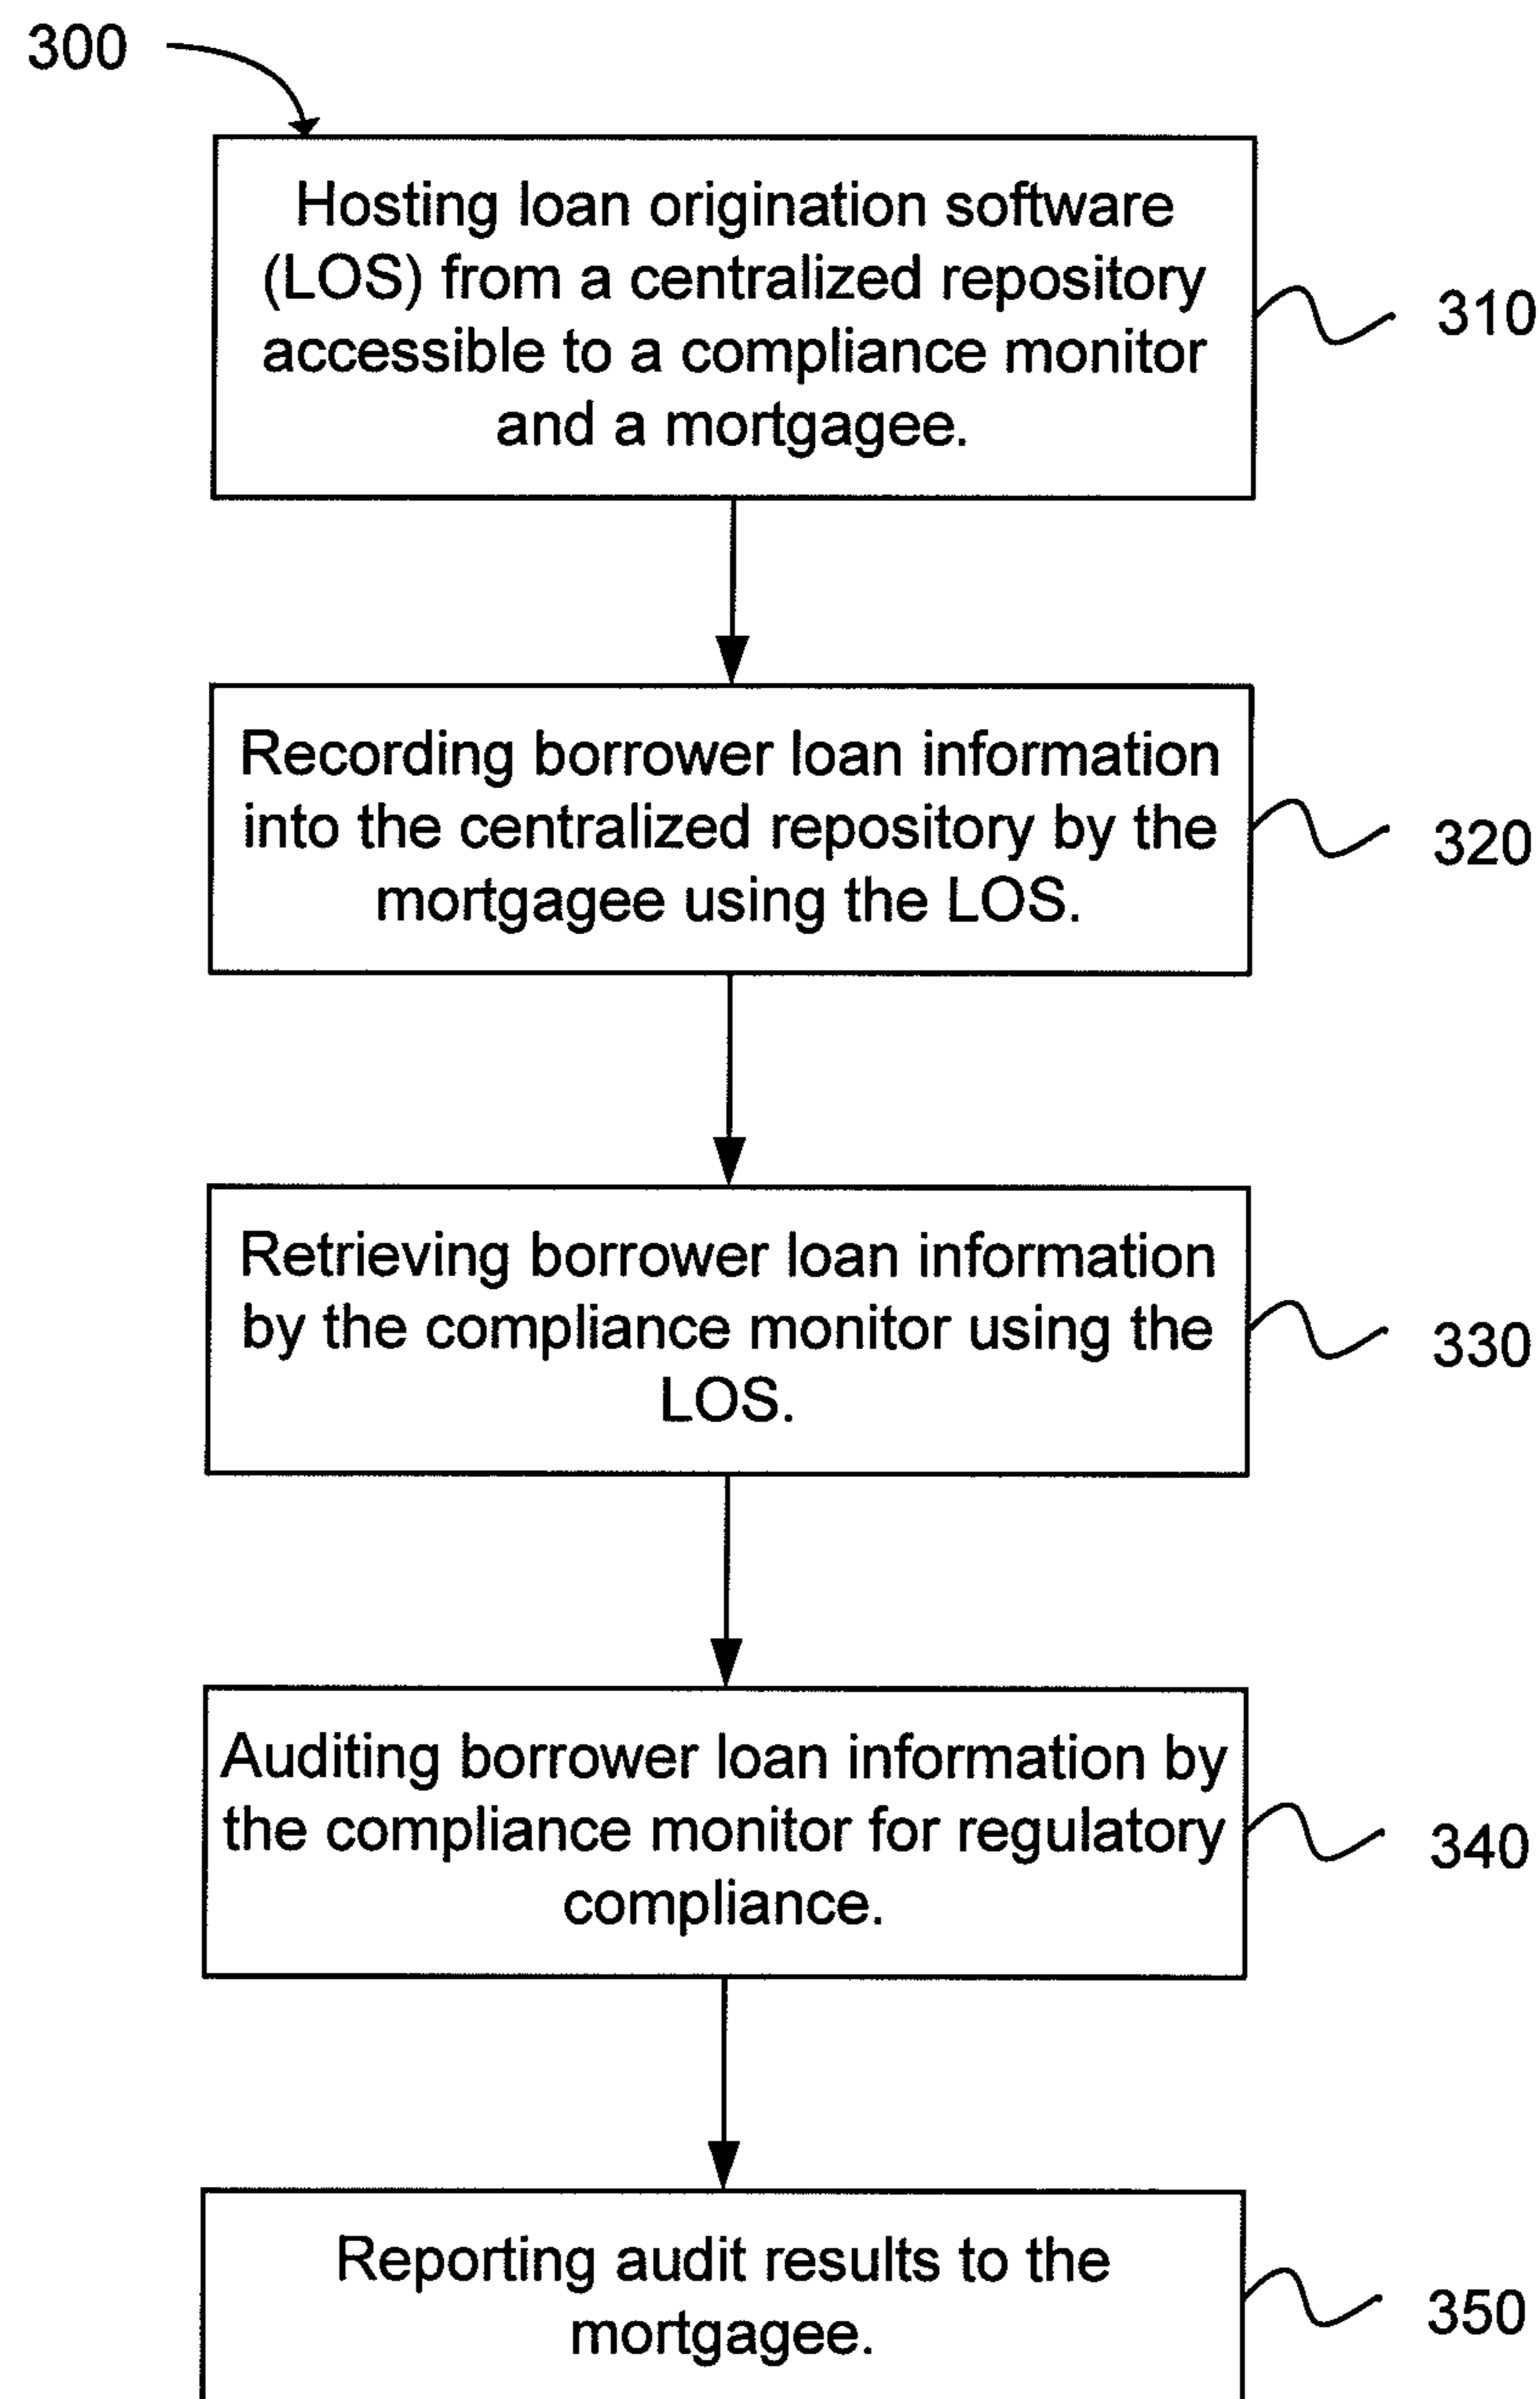 300
Hosting loan origination software
(LOS) from a centralized repository
accessible to a compliance monitor
and a mortgagee.
310
Recording borrower loan information
into the centralized repository by the
mortgagee using the LOS.
320
Retrieving borrower loan information
by the compliance monitor using the
LOS.
330
Auditing borrower loan information by
the compliance monitor for regulatory
compliance.
340
Reporting audit results to the
mortgagee.
350